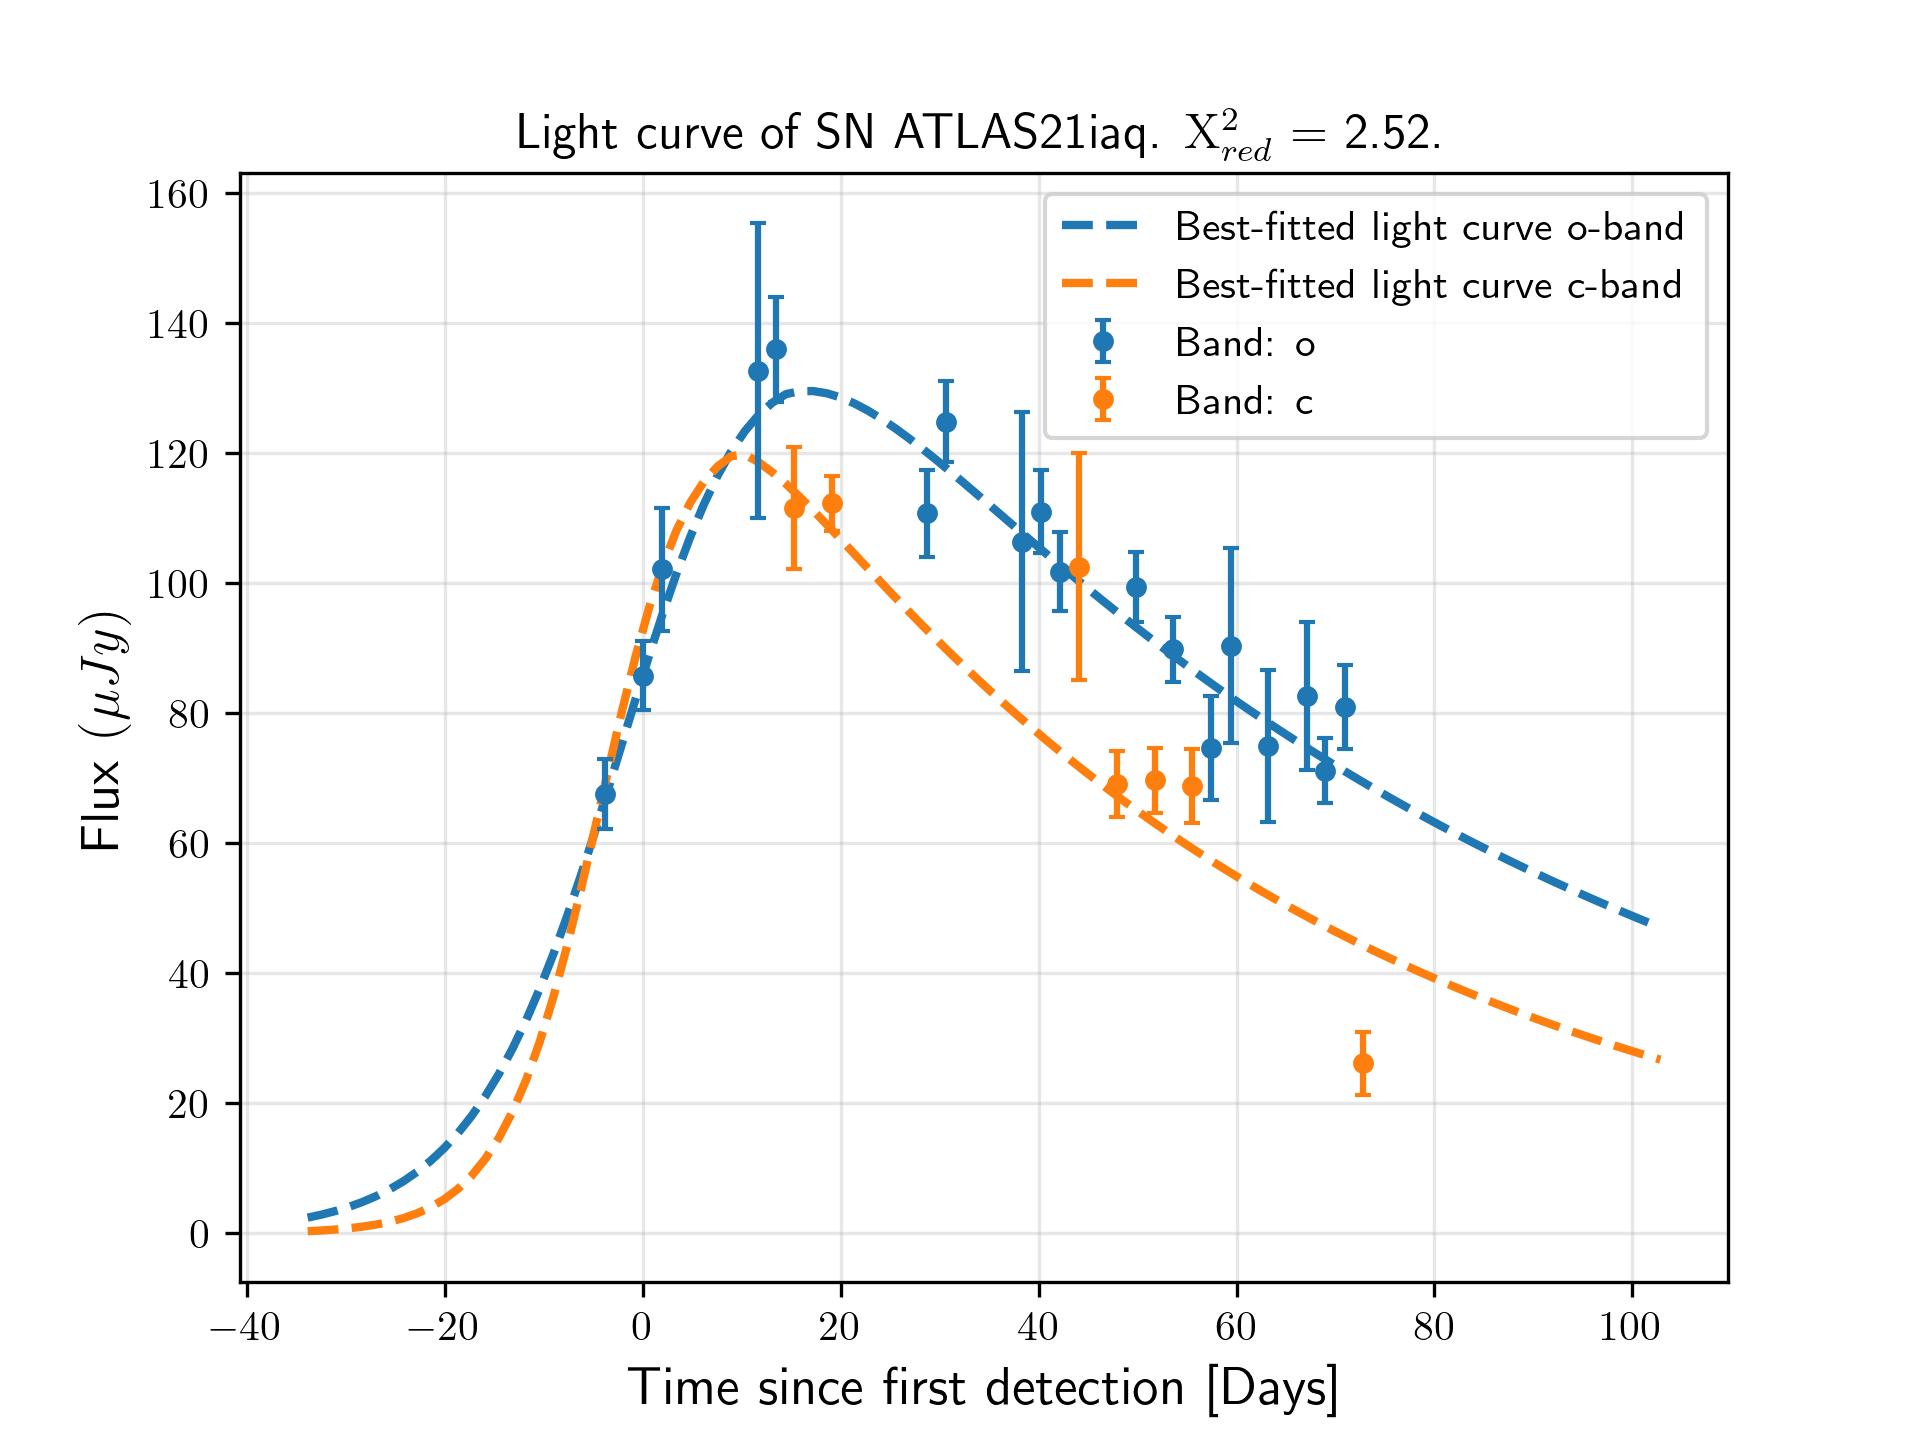 Light curve of SN ATLAS21iaq. X²_red = 2.52.
160
140
120
100
80
60
40
20
0
Flux (μJy)
Best-fitted light curve o-band
Best-fitted light curve c-band
Band: o
Band: c
−40 −20 0 20 40 60 80 100
Time since first detection [Days]